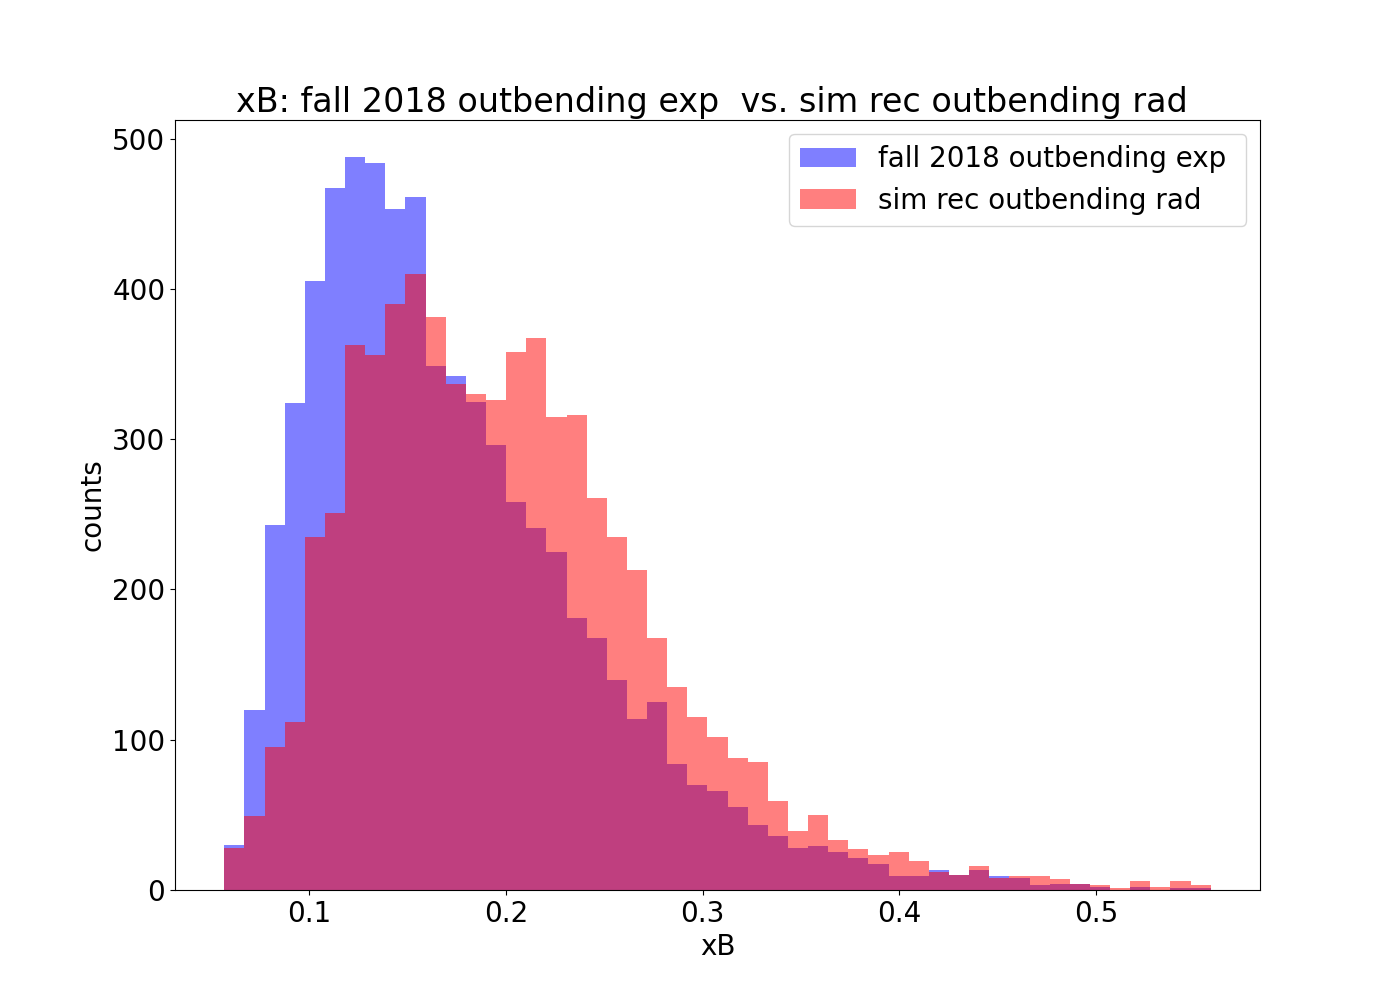 xB: fall 2018 outbending exp  vs. sim rec outbending rad
fall 2018 outbending exp
sim rec outbending rad
500
400
300
200
100
0
counts
0.1 0.2 0.3 0.4 0.5
xB